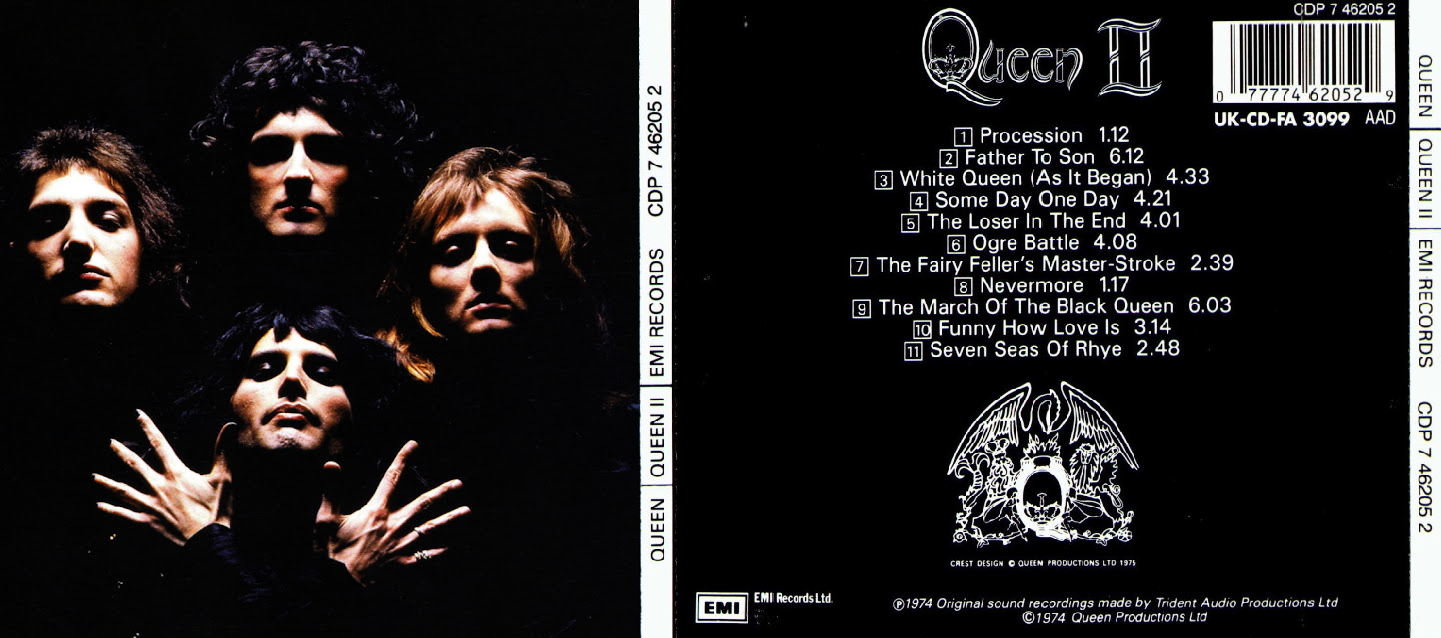 CDP 7 46205 2
EMI RECORDS
QUEEN II
QUEEN
Queen II
CDP 7 46205 2
0 77774 62052 9
UK-CD-FA 3099 AAD
1 Procession 1.12
2 Father To Son 6.12
3 White Queen (As It Began) 4.33
4 Some Day One Day 4.21
5 The Loser In The End 4.01
6 Ogre Battle 4.08
7 The Fairy Feller's Master-Stroke 2.39
8 Nevermore 1.17
9 The March Of The Black Queen 6.03
10 Funny How Love Is 3.14
11 Seven Seas Of Rhye 2.48
CREST DESIGN © QUEEN PRODUCTIONS LTD 1975
EMI
EMI Records Ltd.
℗1974 Original sound recordings made by Trident Audio Productions Ltd
©1974 Queen Productions Ltd
QUEEN
QUEEN II
EMI RECORDS
CDP 7 46205 2